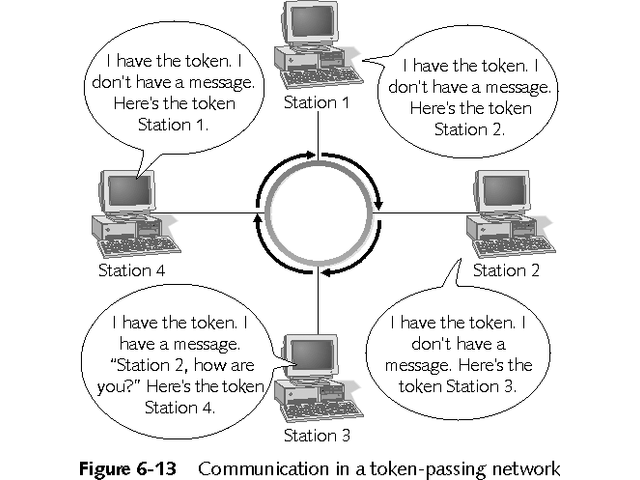 I have the token. I
don't have a message.
Here's the token
Station 1.
I have the token. I
don't have a message.
Here's the token
Station 2.
Station 1
Station 4
Station 2
I have the token. I
have a message.
“Station 2, how are
you?” Here's the token
Station 4.
I have the token. I
don't have a
message. Here's the
token Station 3.
Station 3
Figure 6-13 Communication in a token-passing network